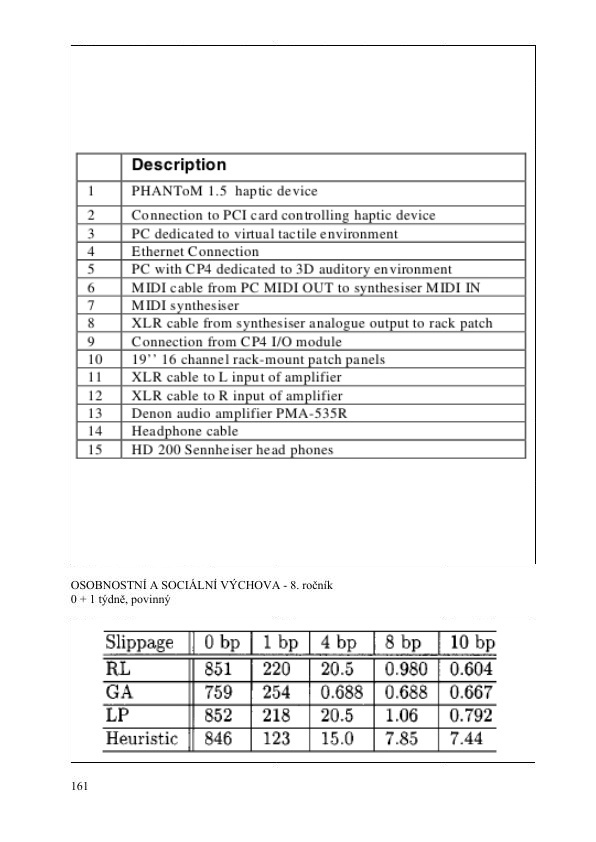 Description
1 PHANToM 1.5 haptic device
2 Connection to PCI card controlling haptic device
3 PC dedicated to virtual tactile environment
4 Ethernet Connection
5 PC with CP4 dedicated to 3D auditory environment
6 MIDI cable from PC MIDI OUT to synthesiser MIDI IN
7 MIDI synthesiser
8 XLR cable from synthesiser analogue output to rack patch
9 Connection from CP4 I/O module
10 19’’ 16 channel rack-mount patch panels
11 XLR cable to L input of amplifier
12 XLR cable to R input of amplifier
13 Denon audio amplifier PMA-535R
14 Headphone cable
15 HD 200 Sennheiser head phones
OSOBNOSTNÍ A SOCIÁLNÍ VÝCHOVA - 8. ročník
0 + 1 týdně, povinný
Slippage 0 bp 1 bp 4 bp 8 bp 10 bp
RL 851 220 20.5 0.980 0.604
GA 759 254 0.688 0.688 0.667
LP 852 218 20.5 1.06 0.792
Heuristic 846 123 15.0 7.85 7.44
161